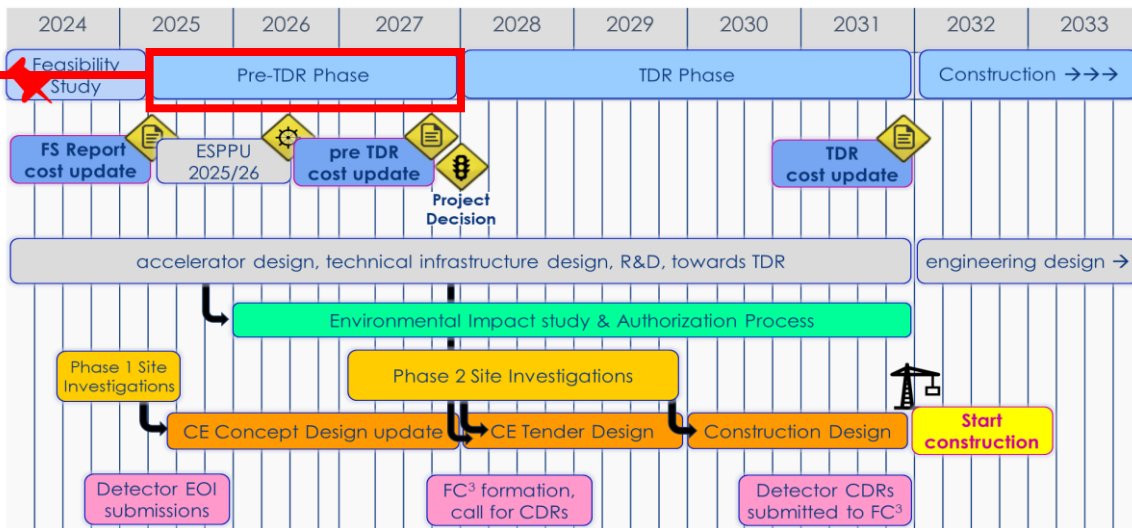 2024 2025 2026 2027 2028 2029 2030 2031 2032 2033
Feasibility
Study
Pre-TDR Phase
TDR Phase
Construction →→→
FS Report
cost update
ESPPU
2025/26
pre TDR
cost update
Project
Decision
TDR
cost update
accelerator design, technical infrastructure design, R&D, towards TDR
engineering design →
Environmental Impact study & Authorization Process
Phase 1 Site
Investigations
Phase 2 Site Investigations
CE Concept Design update
CE Tender Design
Construction Design
Start
construction
Detector EOI
submissions
FC³ formation,
call for CDRs
Detector CDRs
submitted to FC³